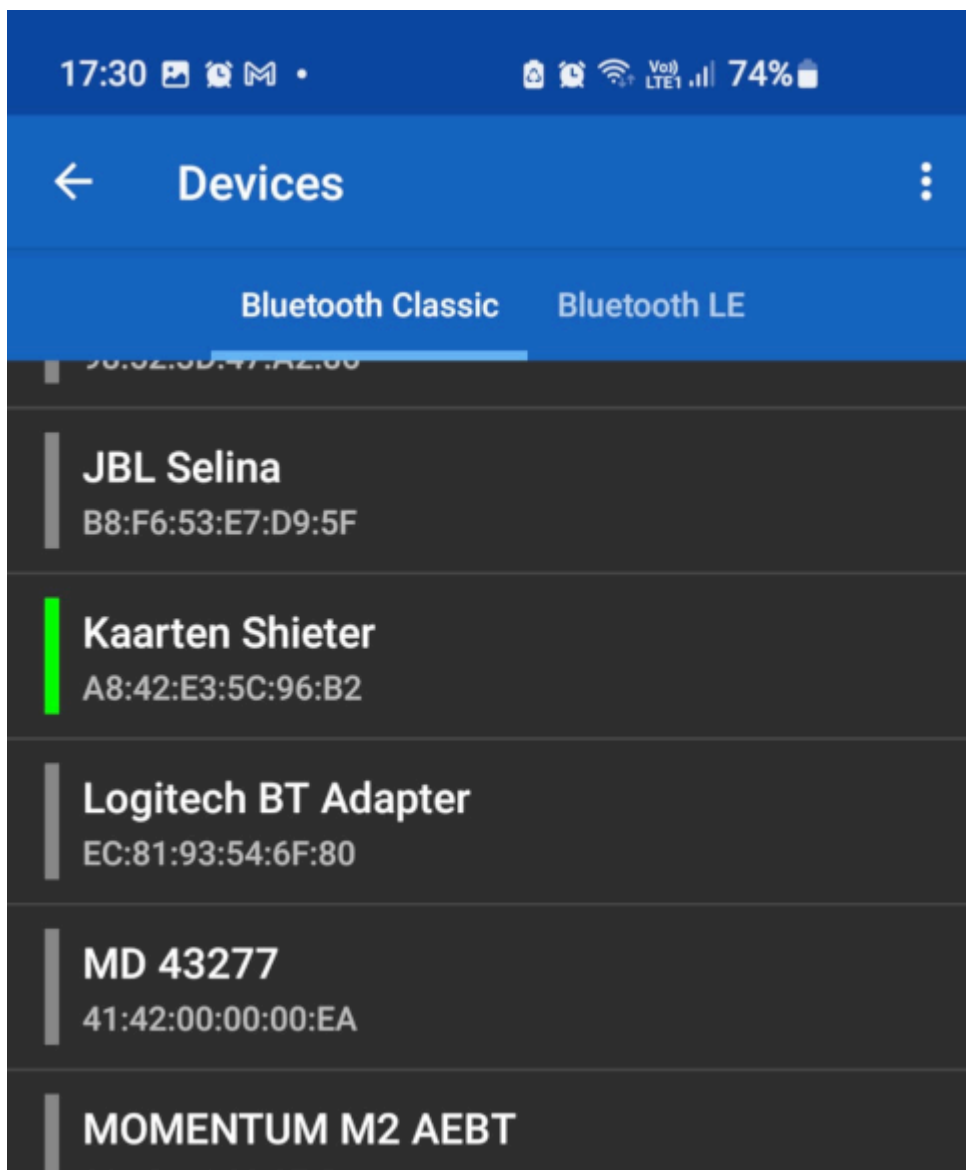 17:30
VoI) LTE1 74%
Devices
Bluetooth Classic Bluetooth LE
JBL Selina
B8:F6:53:E7:D9:5F
Kaarten Shieter
A8:42:E3:5C:96:B2
Logitech BT Adapter
EC:81:93:54:6F:80
MD 43277
41:42:00:00:00:EA
MOMENTUM M2 AEBT